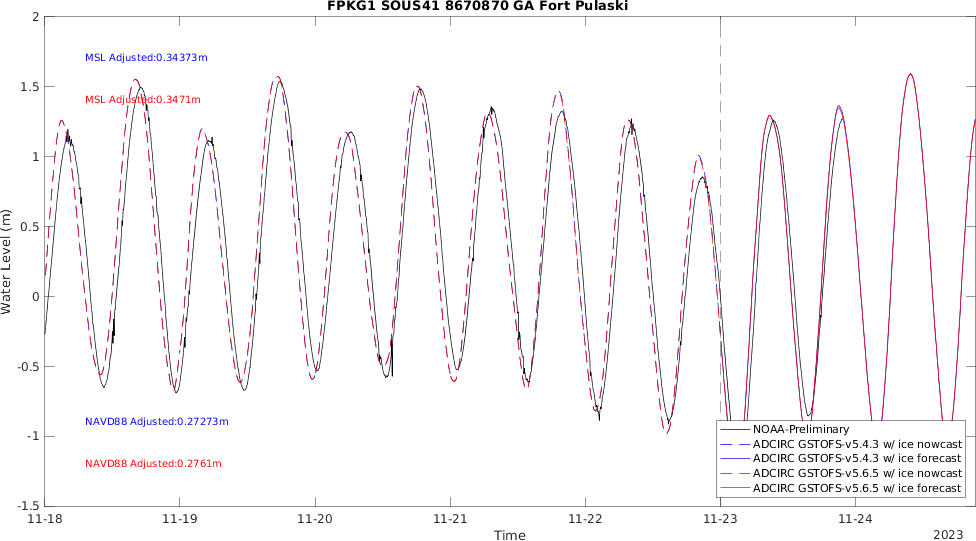 FPKG1 SOUS41 8670870 GA Fort Pulaski
2
1.5
1
0.5
0
-0.5
-1
-1.5
Water Level (m)
MSL Adjusted:0.34373m
MSL Adjusted:0.3471m
NAVD88 Adjusted:0.27273m
NAVD88 Adjusted:0.2761m
NOAA-Preliminary
ADCIRC GSTOFS-v5.4.3 w/ ice nowcast
ADCIRC GSTOFS-v5.4.3 w/ ice forecast
ADCIRC GSTOFS-v5.6.5 w/ ice nowcast
ADCIRC GSTOFS-v5.6.5 w/ ice forecast
11-18 11-19 11-20 11-21 11-22 11-23 11-24
Time
2023